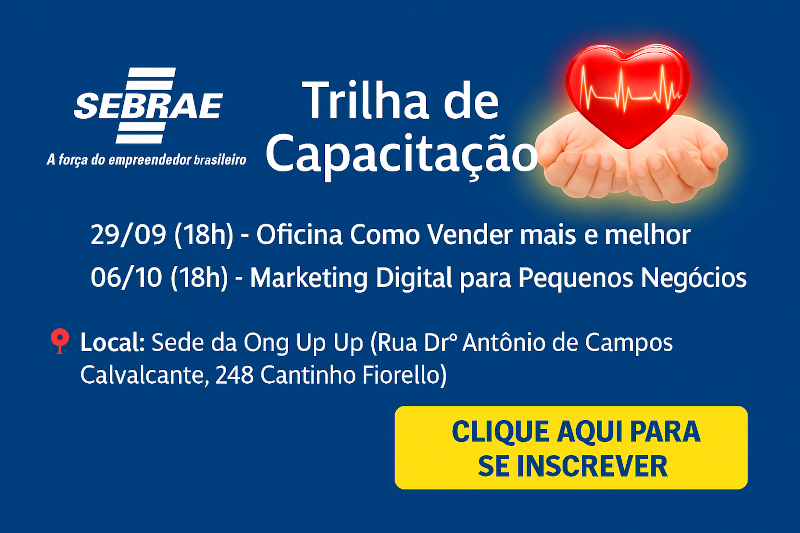 SEBRAE
A força do empreendedor brasileiro
Trilha de
Capacitação
29/09 (18h) - Oficina Como Vender mais e melhor
06/10 (18h) - Marketing Digital para Pequenos Negócios
Local: Sede da Ong Up Up (Rua Drº Antônio de Campos
Calvalcante, 248 Cantinho Fiorello)
CLIQUE AQUI PARA
SE INSCREVER